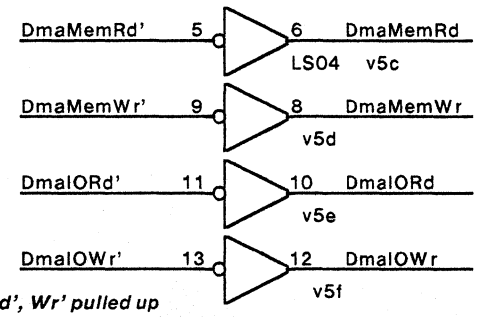 DmaMemRd' 5 6 DmaMemRd
LS04 v5c
DmaMemWr' 9 8 DmaMemWr
v5d
DmaIORd' 11 10 DmaIORd
v5e
DmaIOWr' 13 12 DmaIOWr
v5f
d', Wr' pulled up